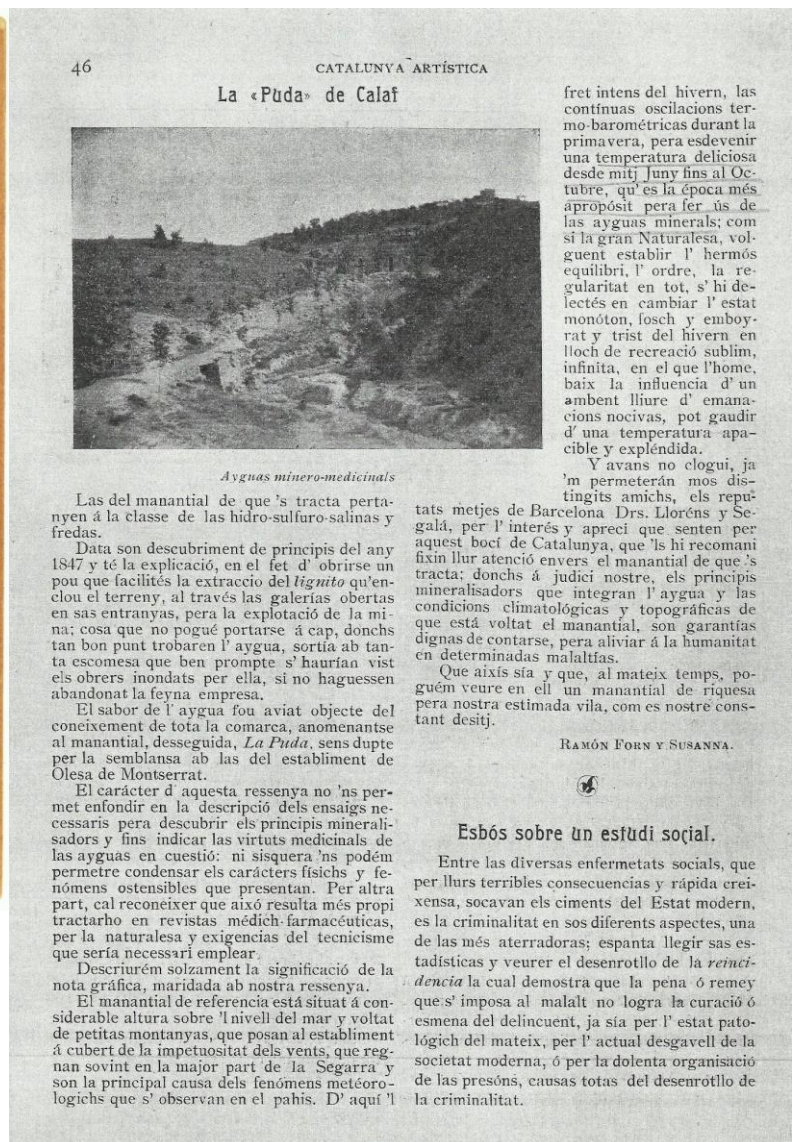 46
CATALUNYA ARTÍSTICA
La «Puda» de Calaf
Ayguas minero-medicinals
Las del manantial de que 's tracta perta-
nyen á la classe de las hidro-sulfuro-salinas y
fredas.
Data son descubriment de principis del any
1847 y té la explicació, en el fet d' obrirse un
pou que facilités la extracció del lignito qu'en-
clou el terreny, al través las galerías obertas
en sas entranyas, pera la explotació de la mi-
na; cosa que no pogué portarse á cap, donchs
tan bon punt trobaren l' aygua, sortía ab tan-
ta escomesa que ben prompte s' haurían vist
els obrers inondats per ella, si no haguessen
abandonat la feyna empresa.
El sabor de l' aygua fou aviat objecte del
coneixement de tota la comarca, anomenantse
al manantial, desseguida, La Puda, sens dupte
per la semblansa ab las del establiment de
Olesa de Montserrat.
El carácter d' aquesta ressenya no 'ns per-
met enfondir en la descripció dels ensaigs ne-
cessaris pera descubrir els principis minerali-
sadors y fins indicar las virtuts medicinals de
las ayguas en cuestió: ni sisquera 'ns podém
permetre condensar els carácters físichs y fe-
nómens ostensibles que presentan. Per altra
part, cal reconeixer que aixó resulta més propi
tractarho en revistas médich-farmacéuticas,
per la naturalesa y exigencias del tecnicisme
que sería necessari emplear.
Descriurém solzament la significació de la
nota gráfica, maridada ab nostra ressenya.
El manantial de referencia está situat á con-
siderable altura sobre 'l nivell del mar y voltat
de petitas montanyas, que posan al establiment
á cubert de la impetuositat dels vents, que reg-
nan sovint en la major part de la Segarra y
son la principal causa dels fenómens metéoro-
logichs que s' observan en el pahis. D' aquí 'l
fret intens del hivern, las
contínuas oscilacions ter-
mo-barométricas durant la
primavera, pera esdevenir
una temperatura deliciosa
desde mitj Juny fins al Oc-
tubre, qu' es la época més
apropósit pera fer ús de
las ayguas minerals; com
si la gran Naturalesa, vol-
guent establir l' hermós
equilibri, l' ordre, la re-
gularitat en tot, s' hi de-
lectés en cambiar l' estat
monóton, fosch y emboy-
rat y trist del hivern en
lloch de recreació sublim,
infinita, en el que l'home,
baix la influencia d' un
ambent lliure d' emana-
cions nocivas, pot gaudir
d' una temperatura apa-
cible y expléndida.
Y avans no clogui, ja
'm permeterán mos dis-
tingits amichs, els repu-
tats metjes de Barcelona Drs. Lloréns y Se-
galá, per l' interés y apreci que senten per
aquest bocí de Catalunya, que 'ls hi recomani
fixin llur atenció envers el manantial de que 's
tracta; donchs á judici nostre, els principis
mineralisadors que integran l' aygua y las
condicions climatológicas y topográficas de
que está voltat el manantial, son garantías
dignas de contarse, pera aliviar á la humanitat
en determinadas malaltías.
Que aixís sía y que, al mateix temps, po-
guém veure en ell un manantial de riquesa
pera nostra estimada vila, com es nostre cons-
tant desitj.
RAMÓN FORN Y SUSANNA.
Esbós sobre un estudi social.
Entre las diversas enfermetats socials, que
per llurs terribles consecuencias y rápida crei-
xensa, socavan els ciments del Estat modern,
es la criminalitat en sos diferents aspectes, una
de las més aterradoras; espanta llegir sas es-
tadísticas y veurer el desenrotllo de la reinci-
dencia la cual demostra que la pena ó remey
que s' imposa al malalt no logra la curació ó
esmena del delincuent, ja sía per l' estat pato-
lógich del mateix, per l' actual desgavell de la
societat moderna, ó per la dolenta organisació
de las presóns, causas totas del desenrotllo de
la criminalitat.